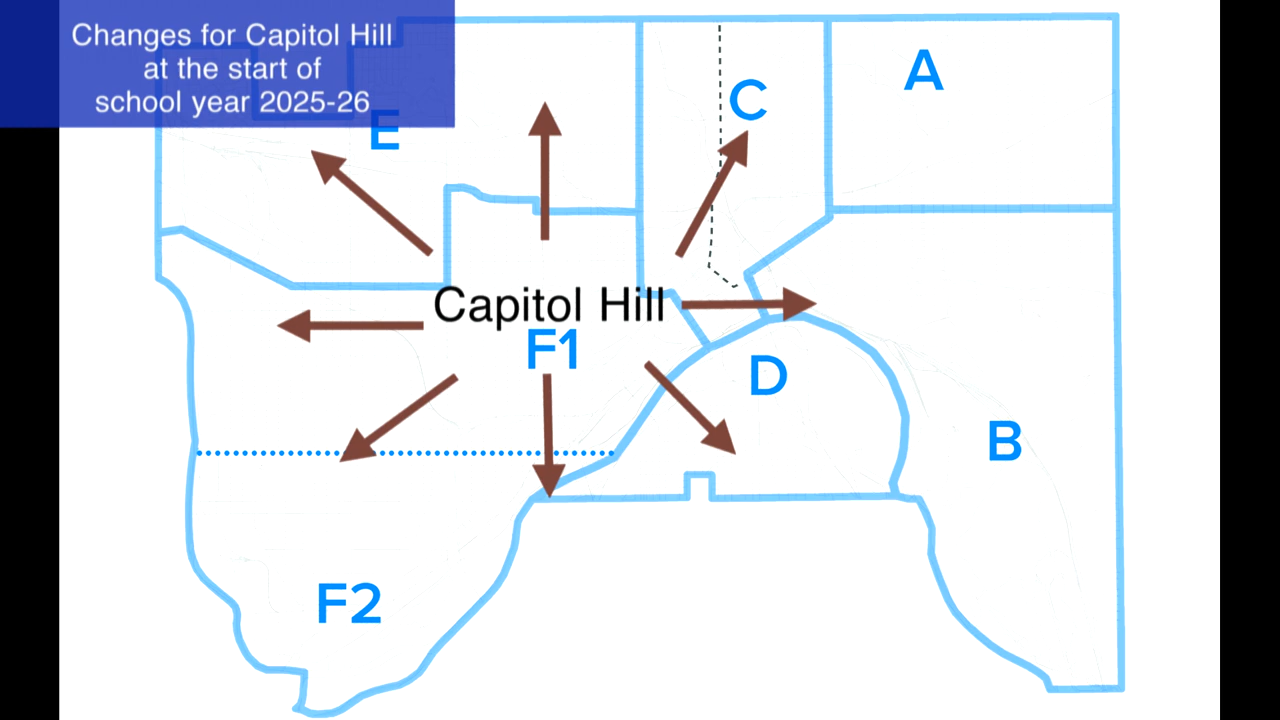 Changes for Capitol Hill
at the start of
school year 2025-26
A
C
E
Capitol Hill
F1
D
B
F2